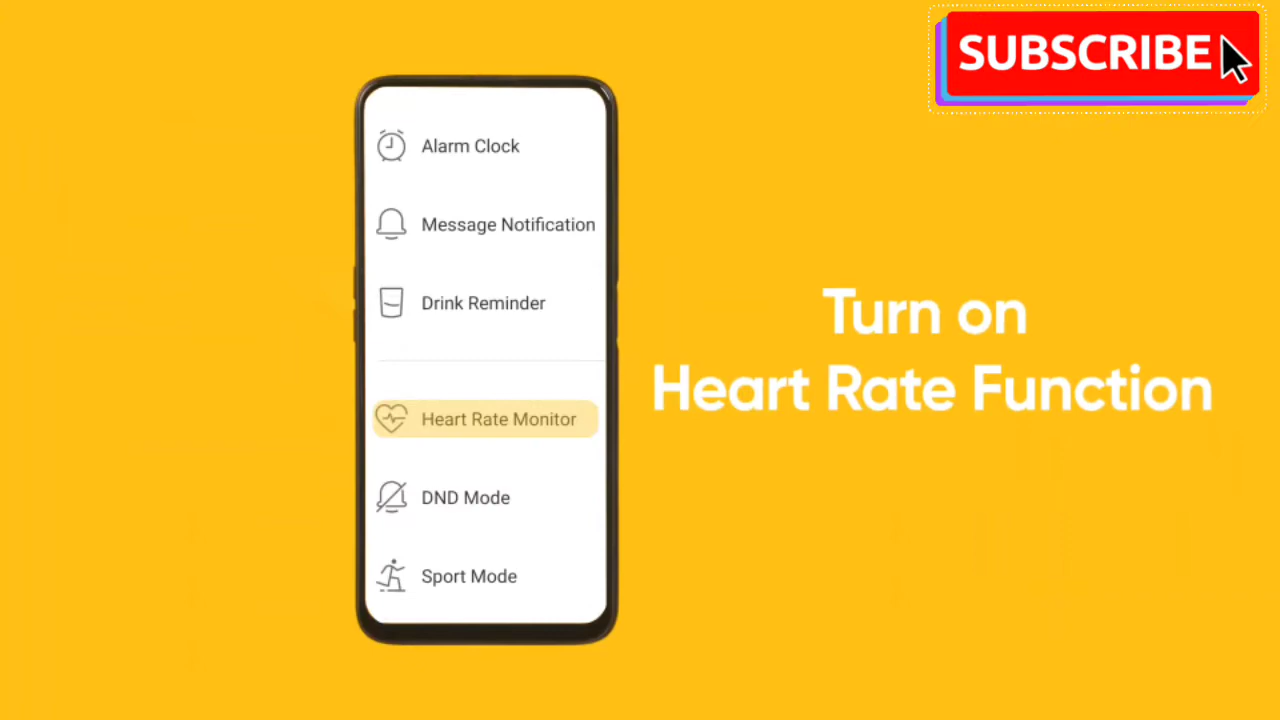 SUBSCRIBE
Alarm Clock
Message Notification
Drink Reminder
Heart Rate Monitor
DND Mode
Sport Mode
Turn on
Heart Rate Function